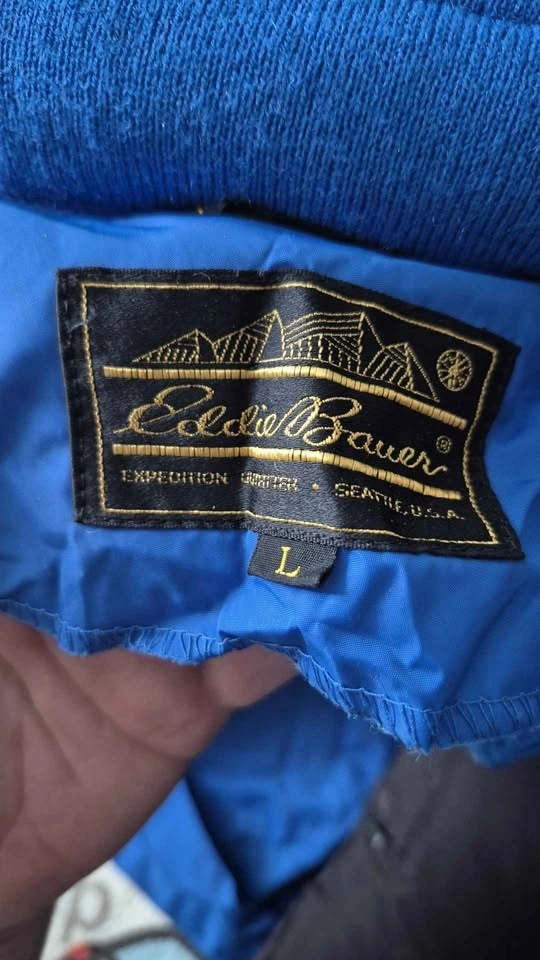 Eddie Bauer®
EXPEDITION OUTFITTER · SEATTLE, U.S.A.
L